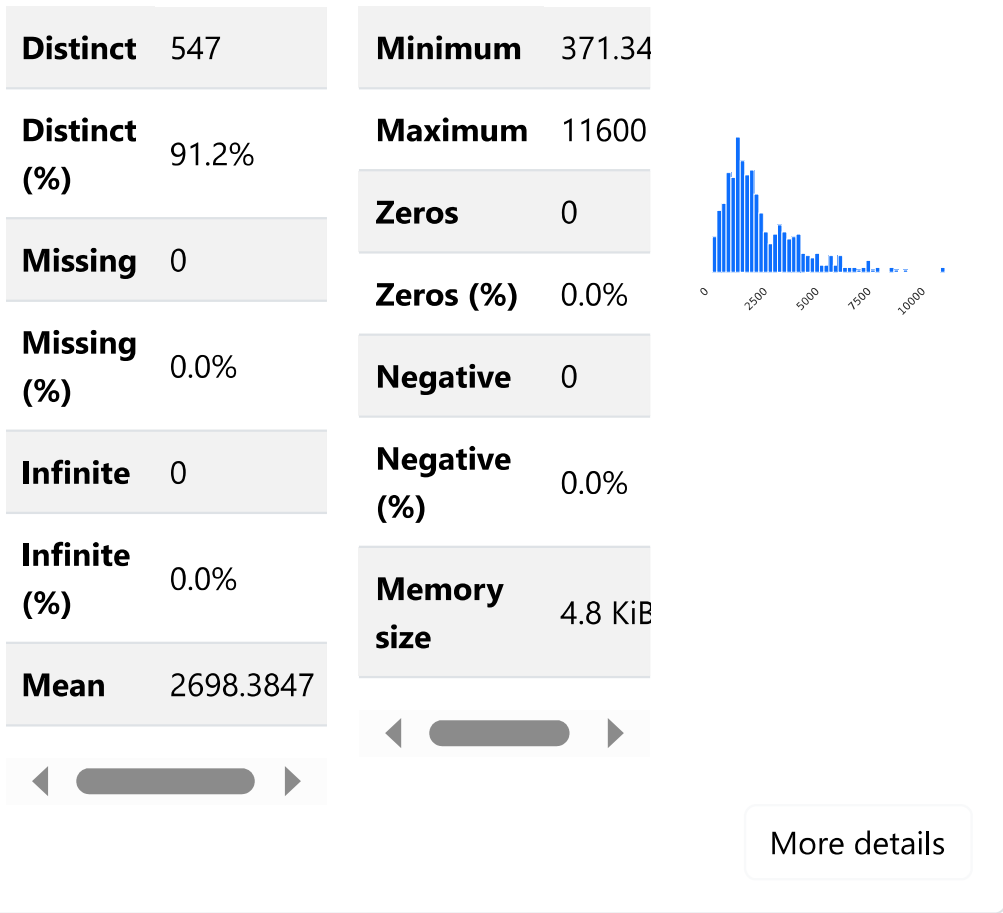 Distinct 547
Distinct
(%) 91.2%
Missing 0
Missing
(%) 0.0%
Infinite 0
Infinite
(%) 0.0%
Mean 2698.3847
Minimum 371.34
Maximum 11600
Zeros 0
Zeros (%) 0.0%
Negative 0
Negative
(%) 0.0%
Memory
size 4.8 KiB
0 2500 5000 7500 10000
More details